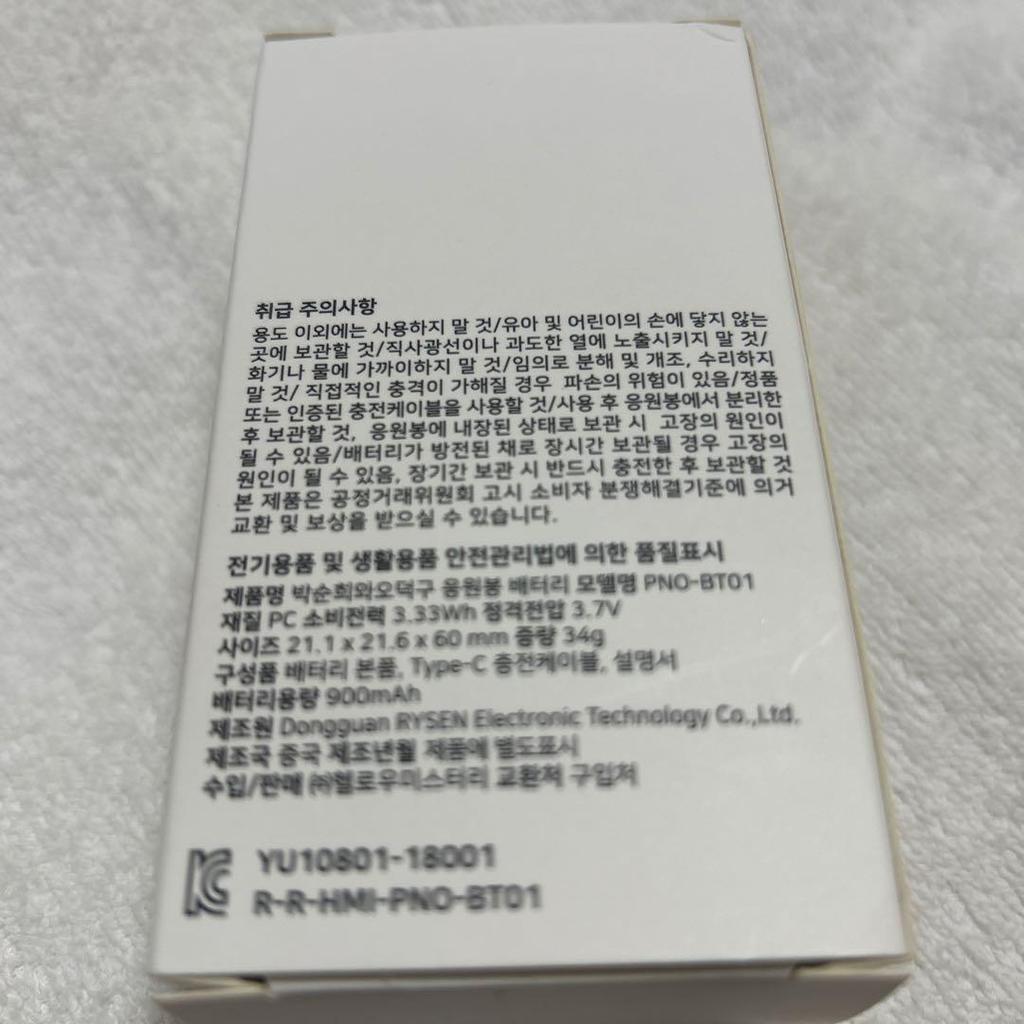 취급 주의사항
용도 이외에는 사용하지 말 것/유아 및 어린이의 손에 닿지 않는
곳에 보관할 것/직사광선이나 과도한 열에 노출시키지 말 것/
화기나 물에 가까이하지 말 것/임의로 분해 및 개조, 수리하지
말 것/ 직접적인 충격이 가해질 경우 파손의 위험이 있음/정품
또는 인증된 충전케이블을 사용할 것/사용 후 응원봉에서 분리한
후 보관할 것, 응원봉에 내장된 상태로 보관 시 고장의 원인이
될 수 있음/배터리가 방전된 채로 장시간 보관될 경우 고장의
원인이 될 수 있음, 장기간 보관 시 반드시 충전한 후 보관할 것
본 제품은 공정거래위원회 고시 소비자 분쟁해결기준에 의거
교환 및 보상을 받으실 수 있습니다.
전기용품 및 생활용품 안전관리법에 의한 품질표시
제품명 박순희와오덕구 응원봉 배터리 모델명 PNO-BT01
재질 PC 소비전력 3.33Wh 정격전압 3.7V
사이즈 21.1 x 21.6 x 60 mm 중량 34g
구성품 배터리 본품, Type-C 충전케이블, 설명서
배터리용량 900mAh
제조원 Dongguan RYSEN Electronic Technology Co.,Ltd.
제조국 중국 제조년월 제품에 별도표시
수입/판매 ㈜헬로우미스터리 교환처 구입처
YU10801-18001
R-R-HMI-PNO-BT01